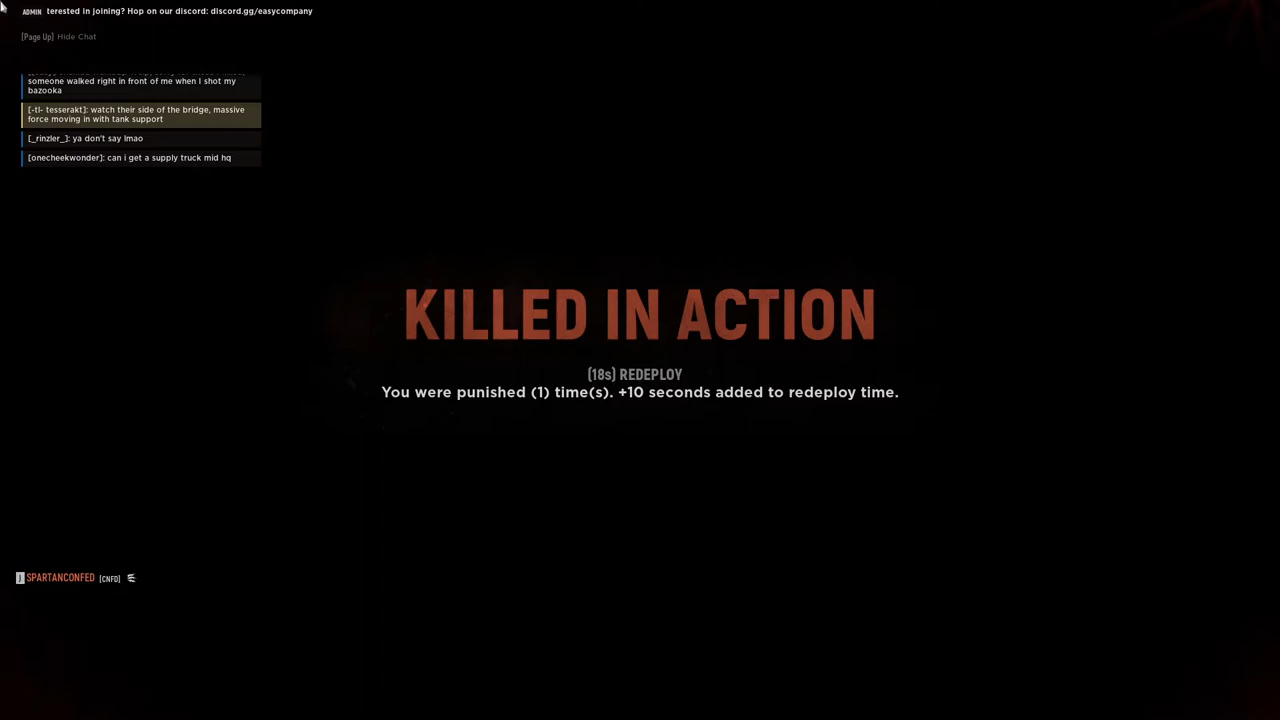 ADMIN terested in joining? Hop on our discord: discord.gg/easycompany
[Page Up] Hide Chat
someone walked right in front of me when I shot my
bazooka
[-tl- tesserakt]: watch their side of the bridge, massive
force moving in with tank support
[_rinzler_]: ya don't say lmao
[onecheekwonder]: can i get a supply truck mid hq
KILLED IN ACTION
(18s) REDEPLOY
You were punished (1) time(s). +10 seconds added to redeploy time.
J SPARTANCONFED [CNFD]